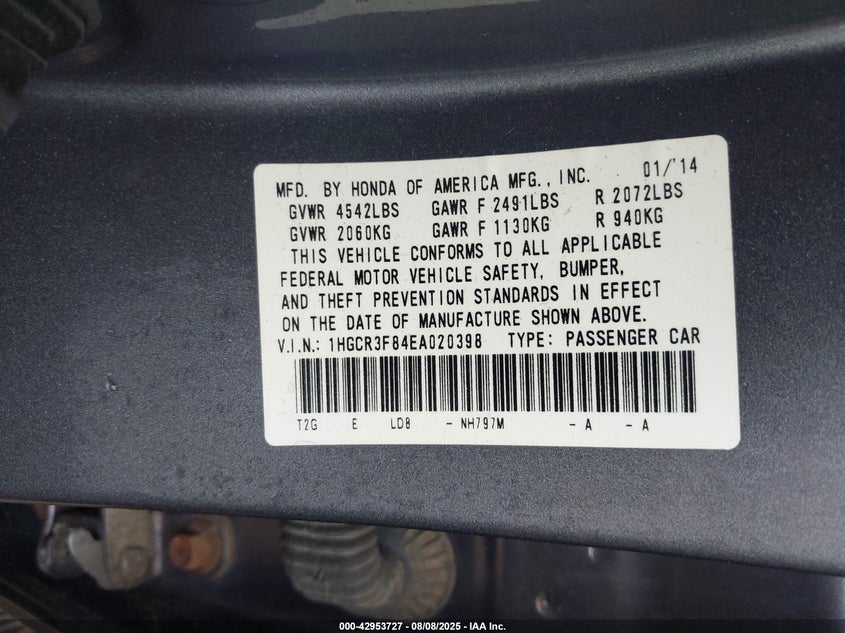 MFD. BY HONDA OF AMERICA MFG., INC. 01/'14
GVWR 4542LBS GAWR F 2491LBS R 2072LBS
GVWR 2060KG GAWR F 1130KG R 940KG
THIS VEHICLE CONFORMS TO ALL APPLICABLE
FEDERAL MOTOR VEHICLE SAFETY, BUMPER,
AND THEFT PREVENTION STANDARDS IN EFFECT
ON THE DATE OF MANUFACTURE SHOWN ABOVE.
V.I.N.: 1HGCR3F84EA020398 TYPE: PASSENGER CAR
T2G E LD8 - NH797M - A - A
000-42953727 - 08/08/2025 - IAA Inc.